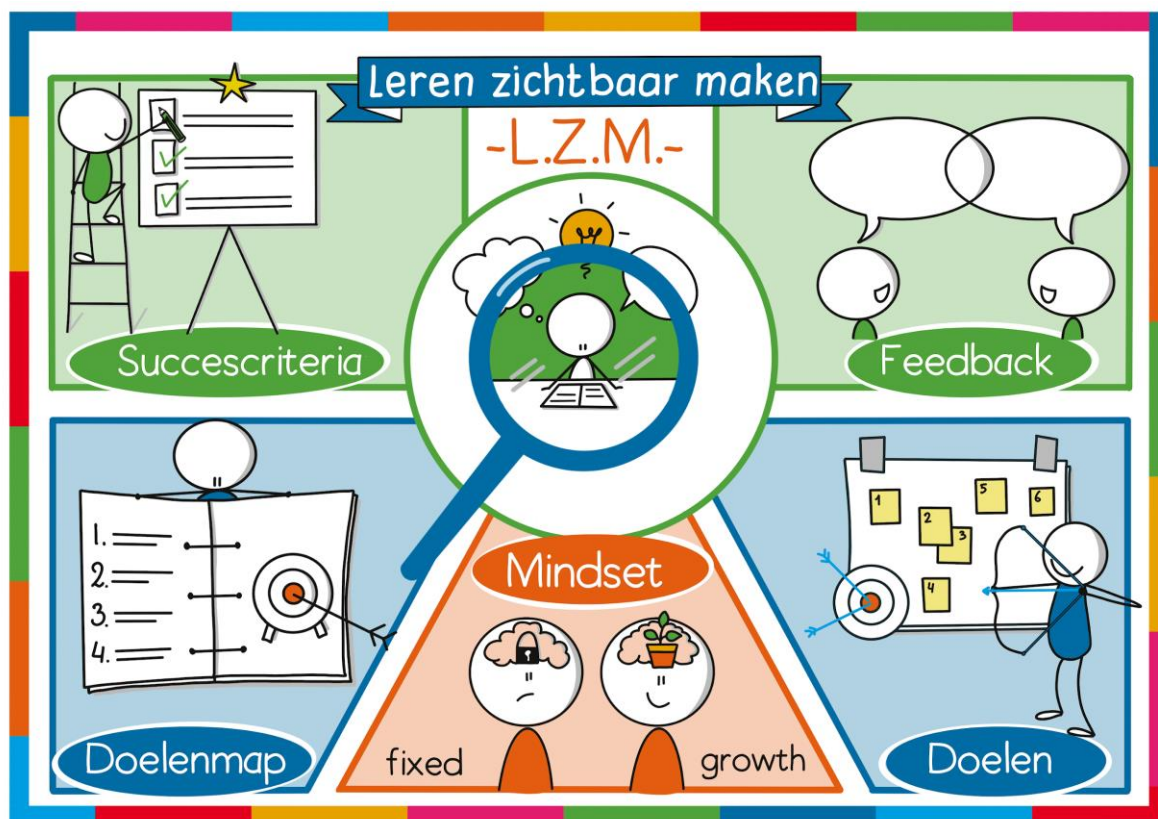 Leren zichtbaar maken
-L.Z.M.-
Succescriteria
Feedback
1.
2.
3.
4.
Doelenmap
Mindset
fixed
growth
1
2
3
4
5
6
Doelen